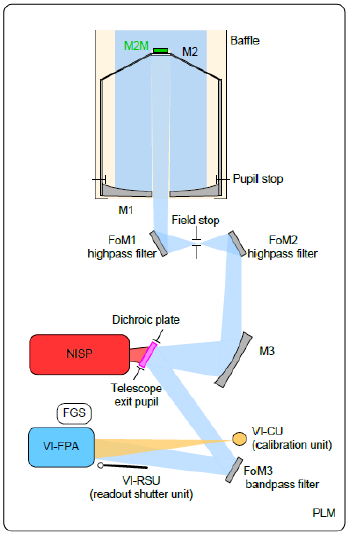 M2M
M2
Baffle
Pupil stop
M1
Field stop
FoM1
highpass filter
FoM2
highpass filter
Dichroic plate
M3
NISP
Telescope
exit pupil
FGS
VI-FPA
VI-CU
(calibration unit)
VI-RSU
(readout shutter unit)
FoM3
bandpass filter
PLM